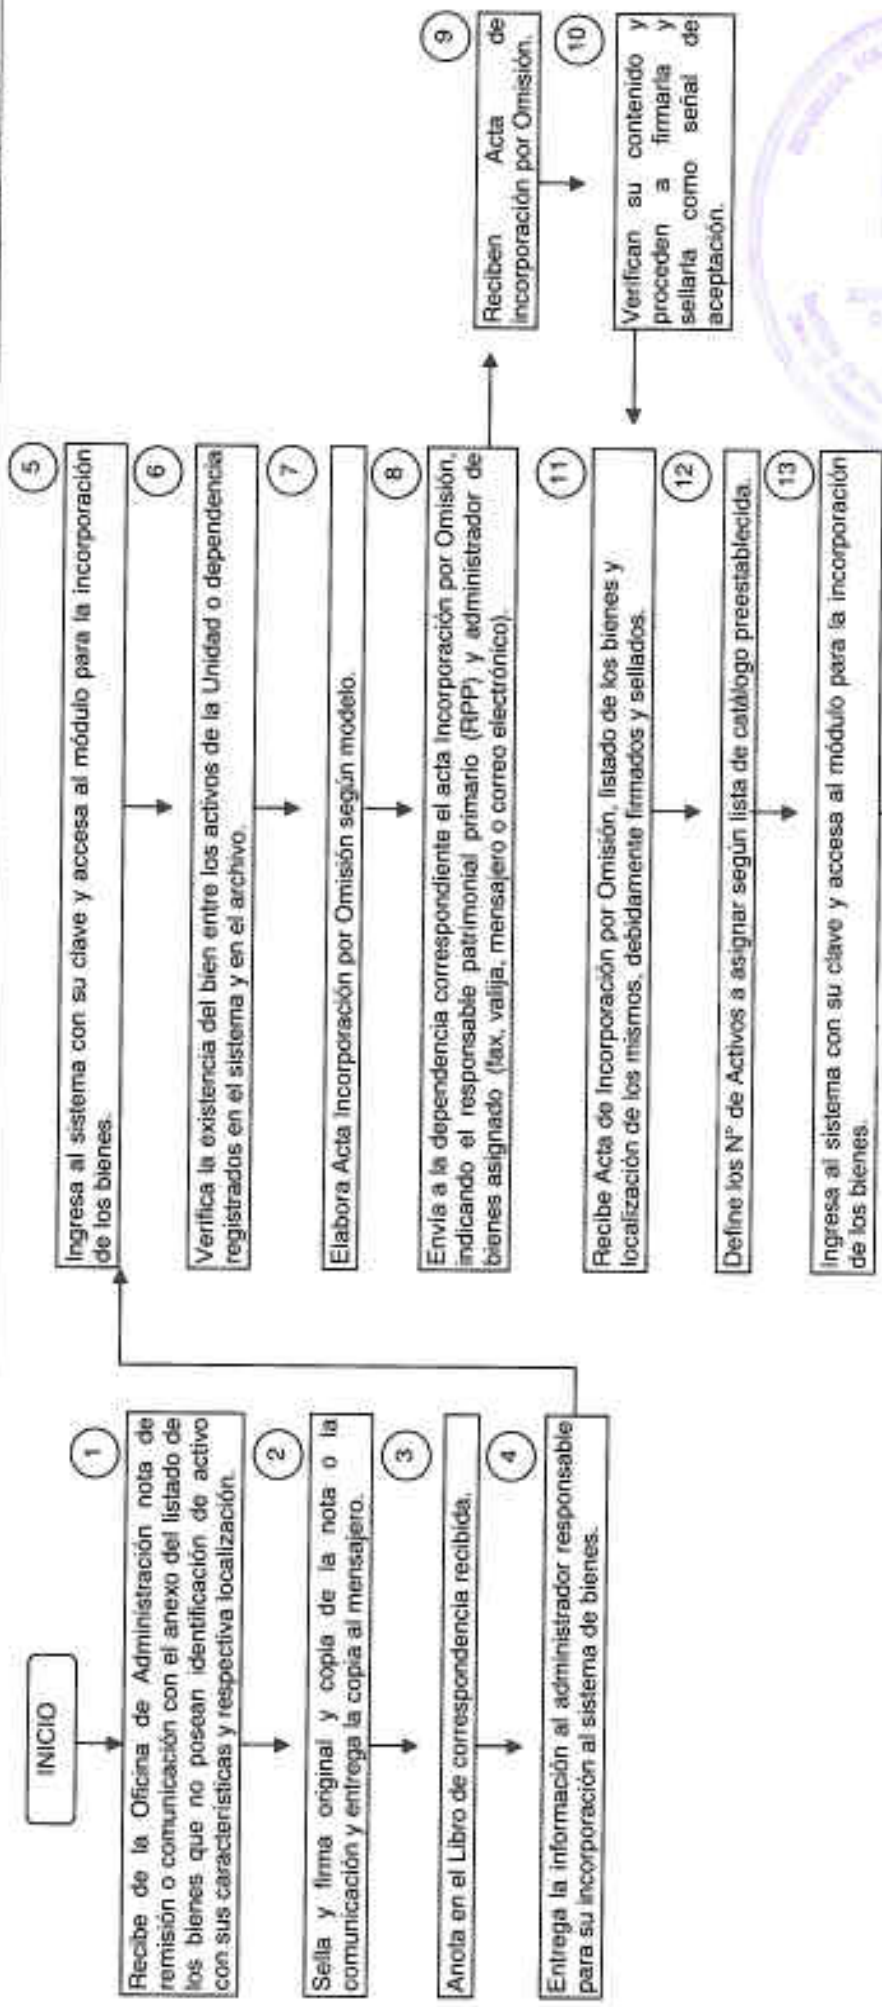 INICIO
1
Recibe de la Oficina de Administración nota de
remisión o comunicación con el anexo del listado de
los bienes que no posean identificación de activo
con sus características y respectiva localización.
2
Sella y firma original y copia de la nota o la
comunicación y entrega la copia al mensajero.
3
Anota en el Libro de correspondencia recibida.
4
Entrega la información al administrador responsable
para su incorporación al sistema de bienes.
5
Ingresa al sistema con su clave y accesa al módulo para la incorporación
de los bienes.
6
Verifica la existencia del bien entre los activos de la Unidad o dependencia
registrados en el sistema y en el archivo.
7
Elabora Acta Incorporación por Omisión según modelo.
8
Envía a la dependencia correspondiente el acta Incorporación por Omisión,
indicando el responsable patrimonial primario (RPP) y administrador de
bienes asignado (fax, valija, mensajero o correo electrónico).
9
Reciben Acta de
incorporación por Omisión.
10
Verifican su contenido y
proceden a firmarla y
sellarla como señal de
aceptación.
11
Recibe Acta de Incorporación por Omisión, listado de los bienes y
localización de los mismos, debidamente firmados y sellados.
12
Define los N° de Activos a asignar según lista de catálogo preestablecida.
13
Ingresa al sistema con su clave y accesa al módulo para la incorporación
de los bienes.